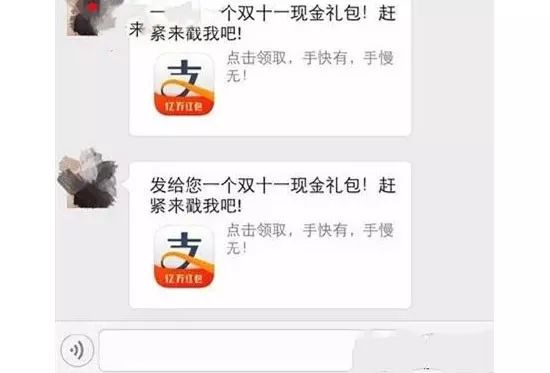 一 一个双十一现金礼包！赶
来 紧来戳我吧!
点击领取，手快有，手慢
无！
支
亿万红包
发给您一个双十一现金礼包！赶
紧来戳我吧!
点击领取，手快有，手慢
无！
支
亿万红包